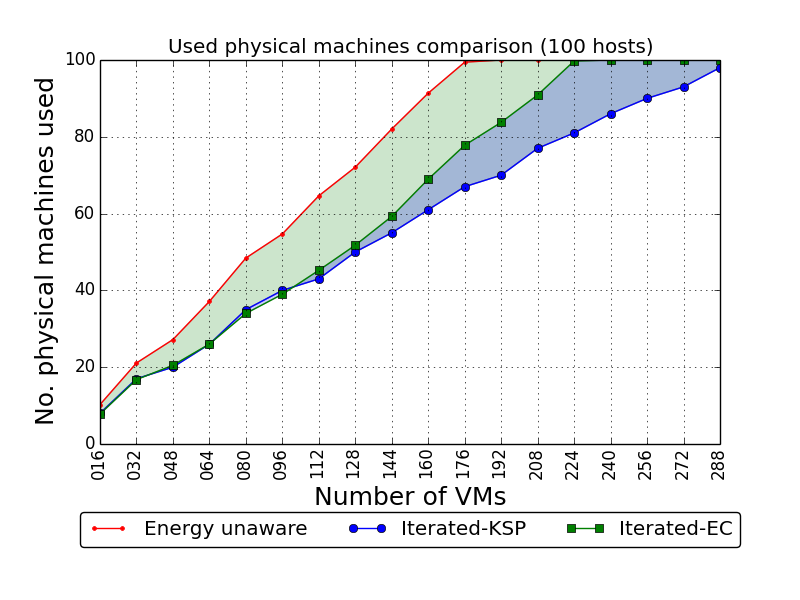 Used physical machines comparison (100 hosts)
No. physical machines used
100
80
60
40
20
0
016 032 048 064 080 096 112 128 144 160 176 192 208 224 240 256 272 288
Number of VMs
Energy unaware Iterated-KSP Iterated-EC